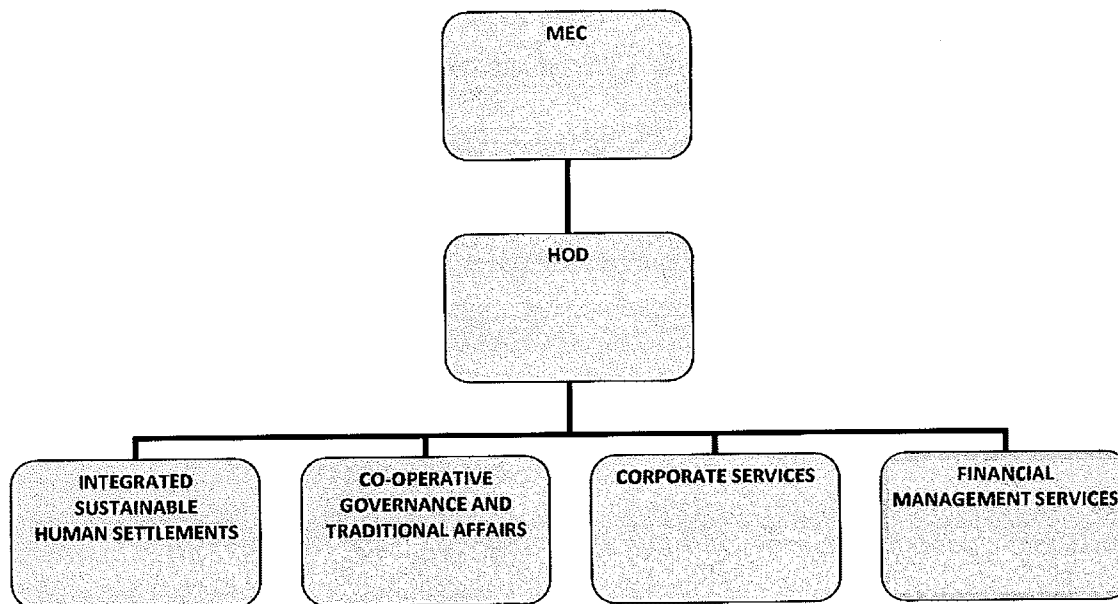 MEC
HOD
INTEGRATED
SUSTAINABLE
HUMAN SETTLEMENTS
CO-OPERATIVE
GOVERNANCE AND
TRADITIONAL AFFAIRS
CORPORATE SERVICES
FINANCIAL
MANAGEMENT SERVICES